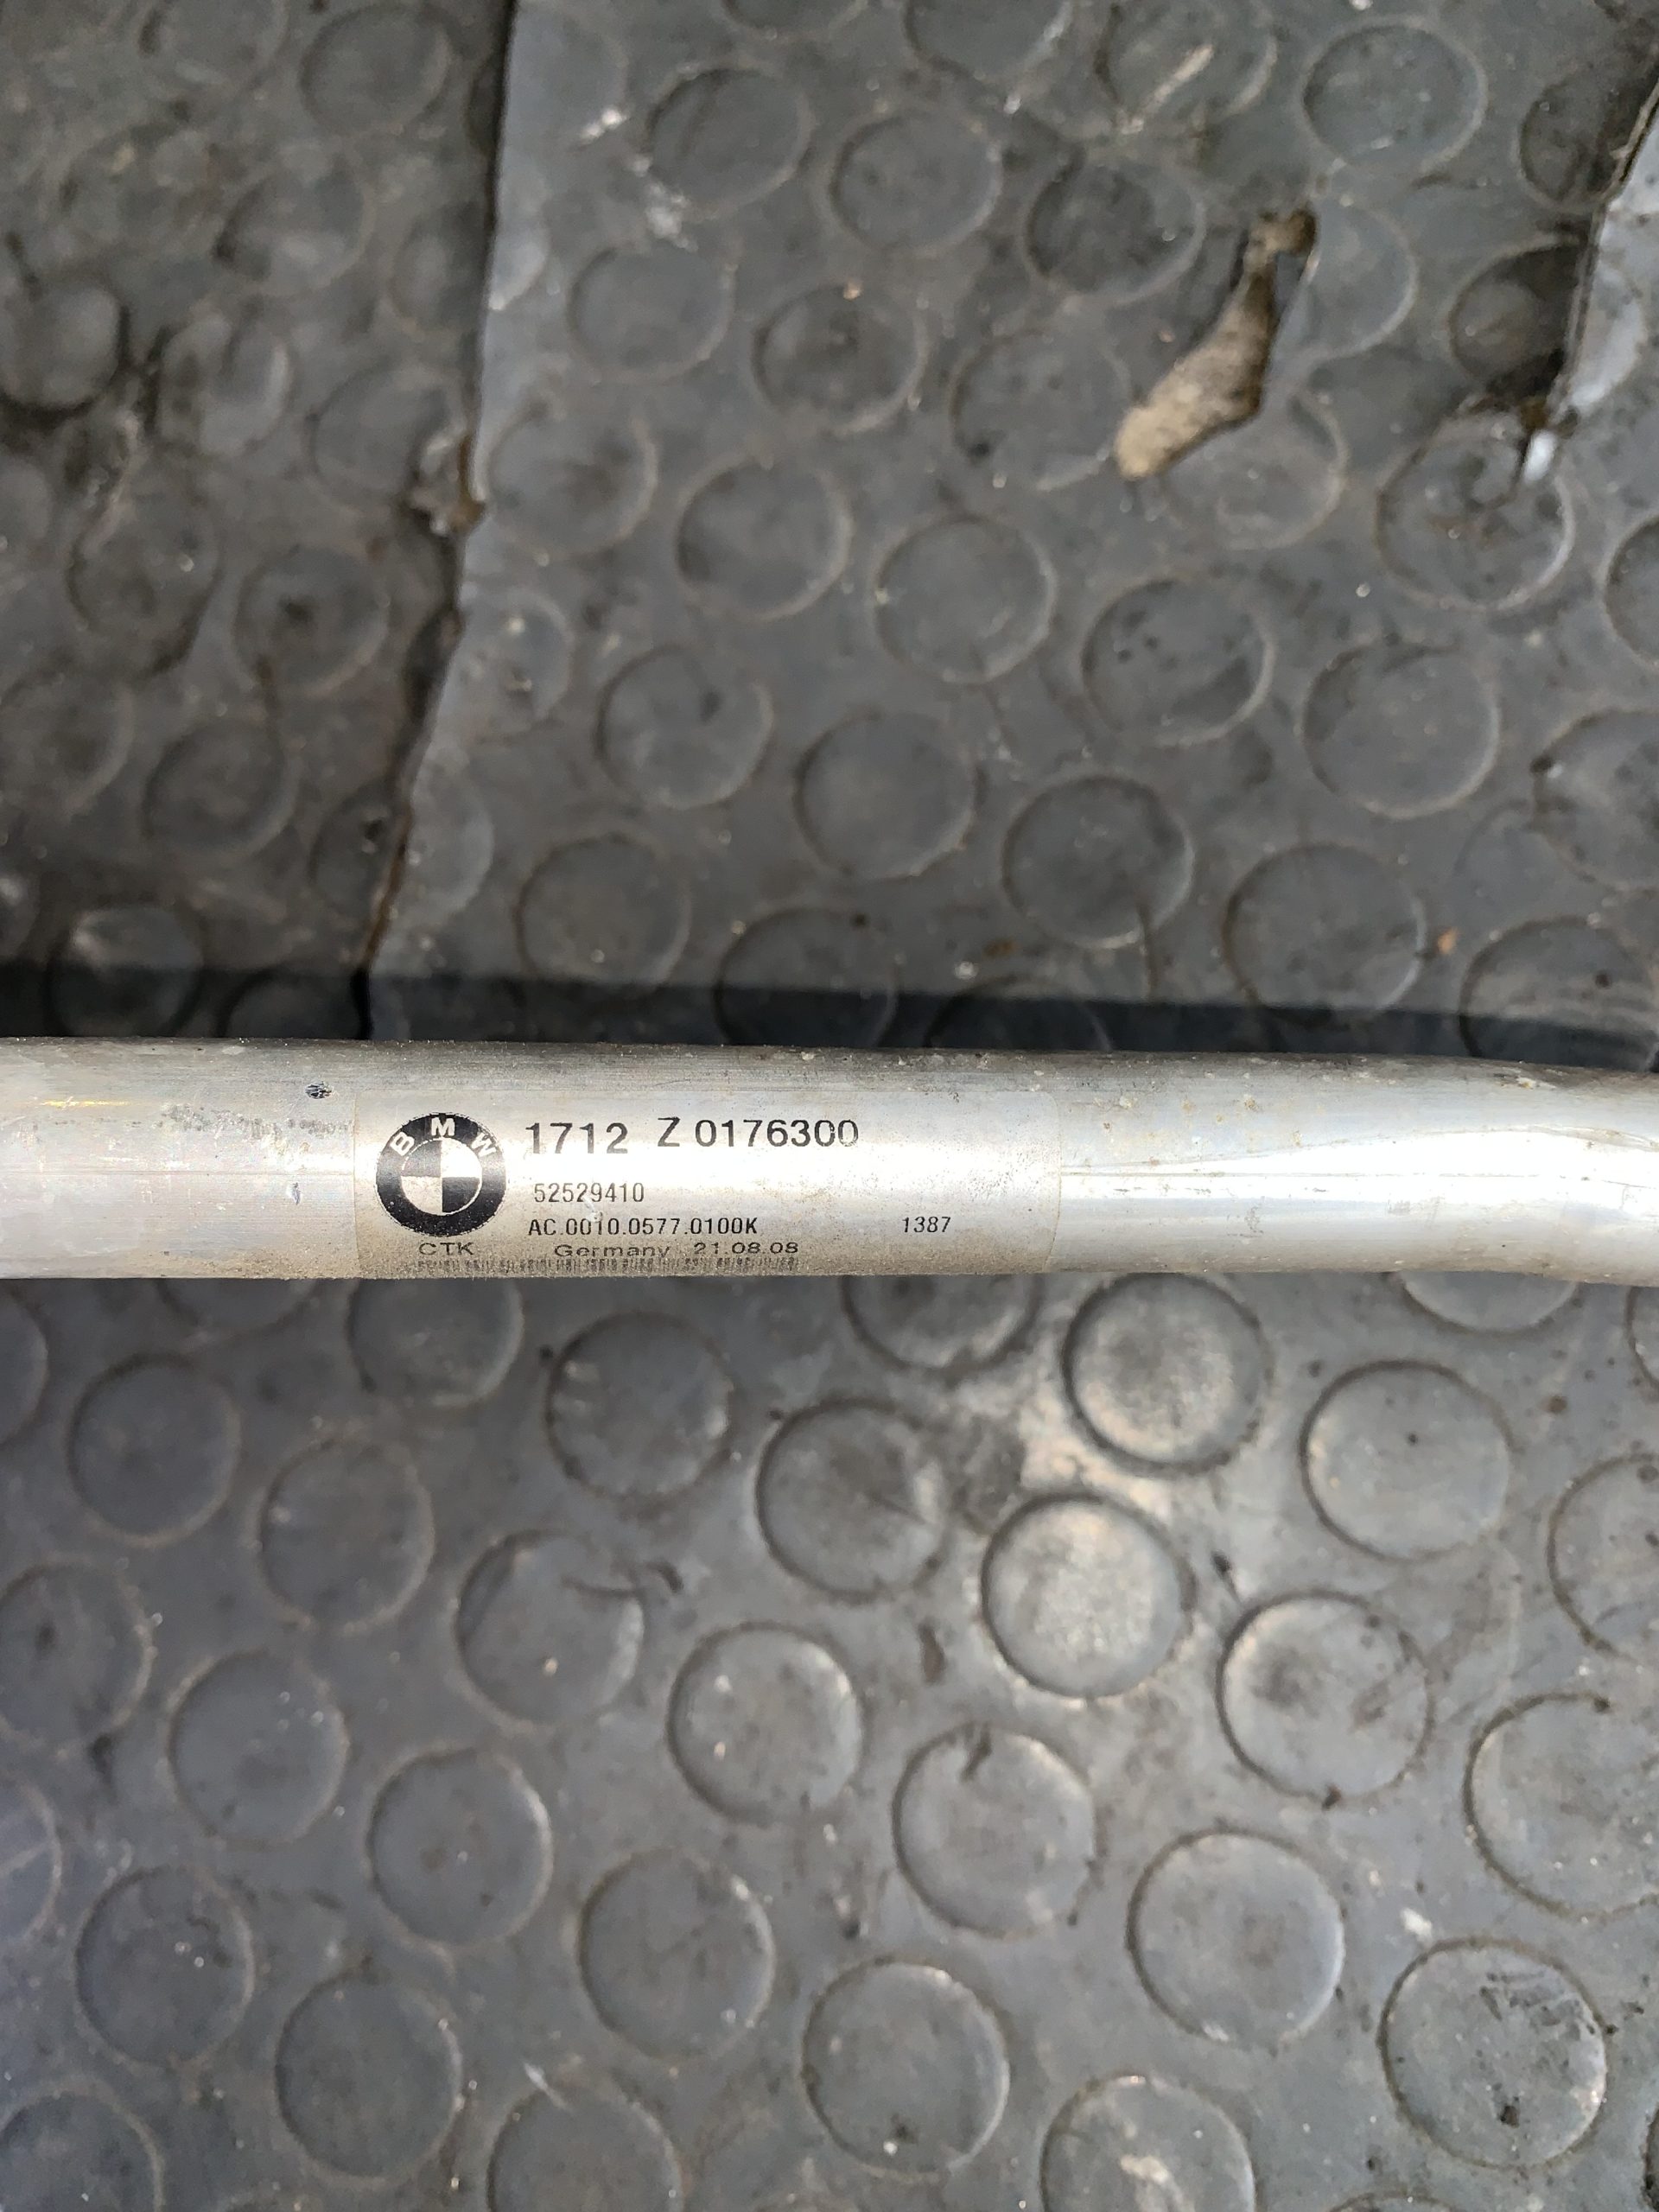 BMW
1712 Z 0176300
52529410
AC.0010.0577.0100K 1387
CTK Germany 21.08.08